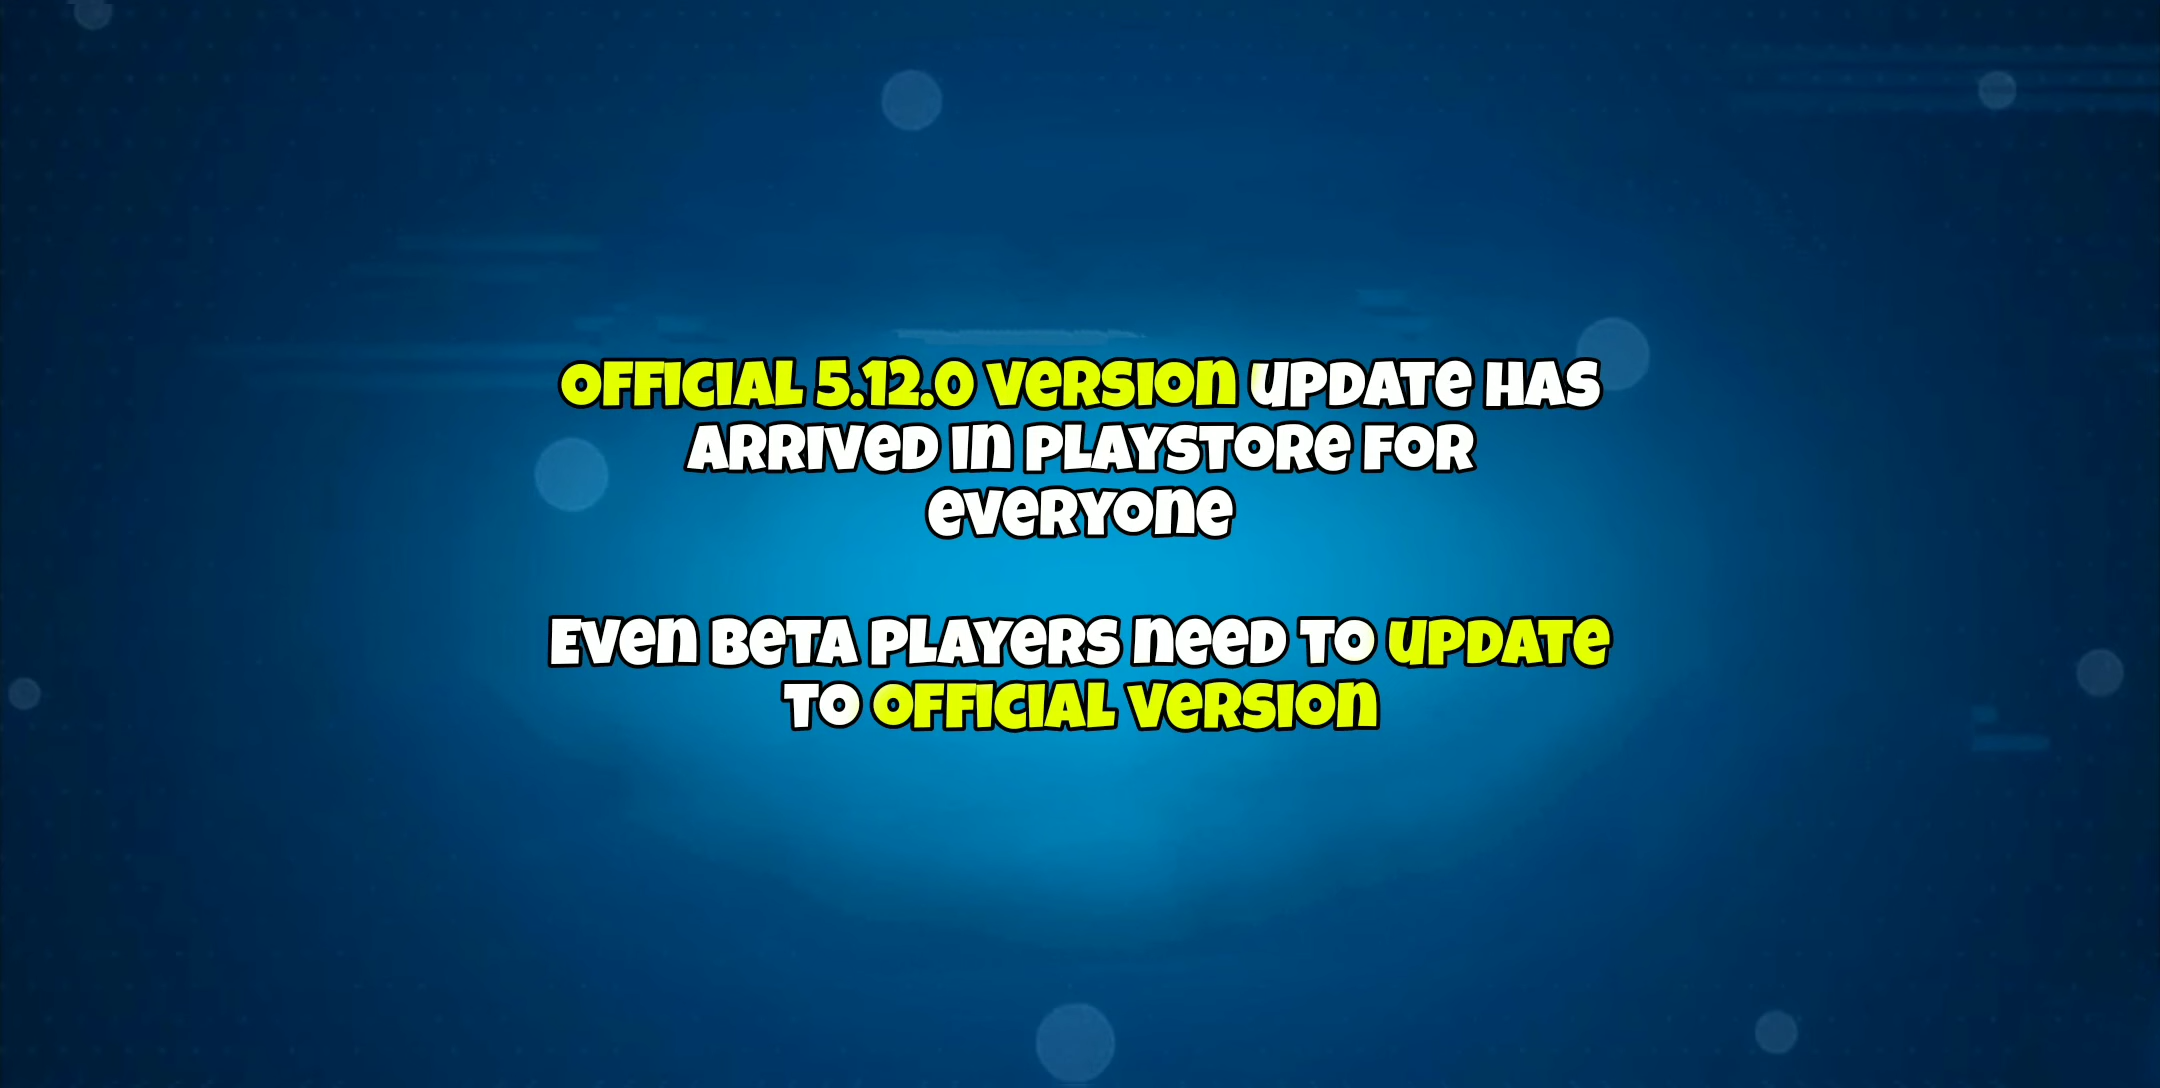 OFFICIAL 5.12.0 VERSION UPDATE HAS
ARRIVED IN PLAYSTORE FOR
EVERYONE
EVEN BETA PLAYERS NEED TO UPDATE
TO OFFICIAL VERSION